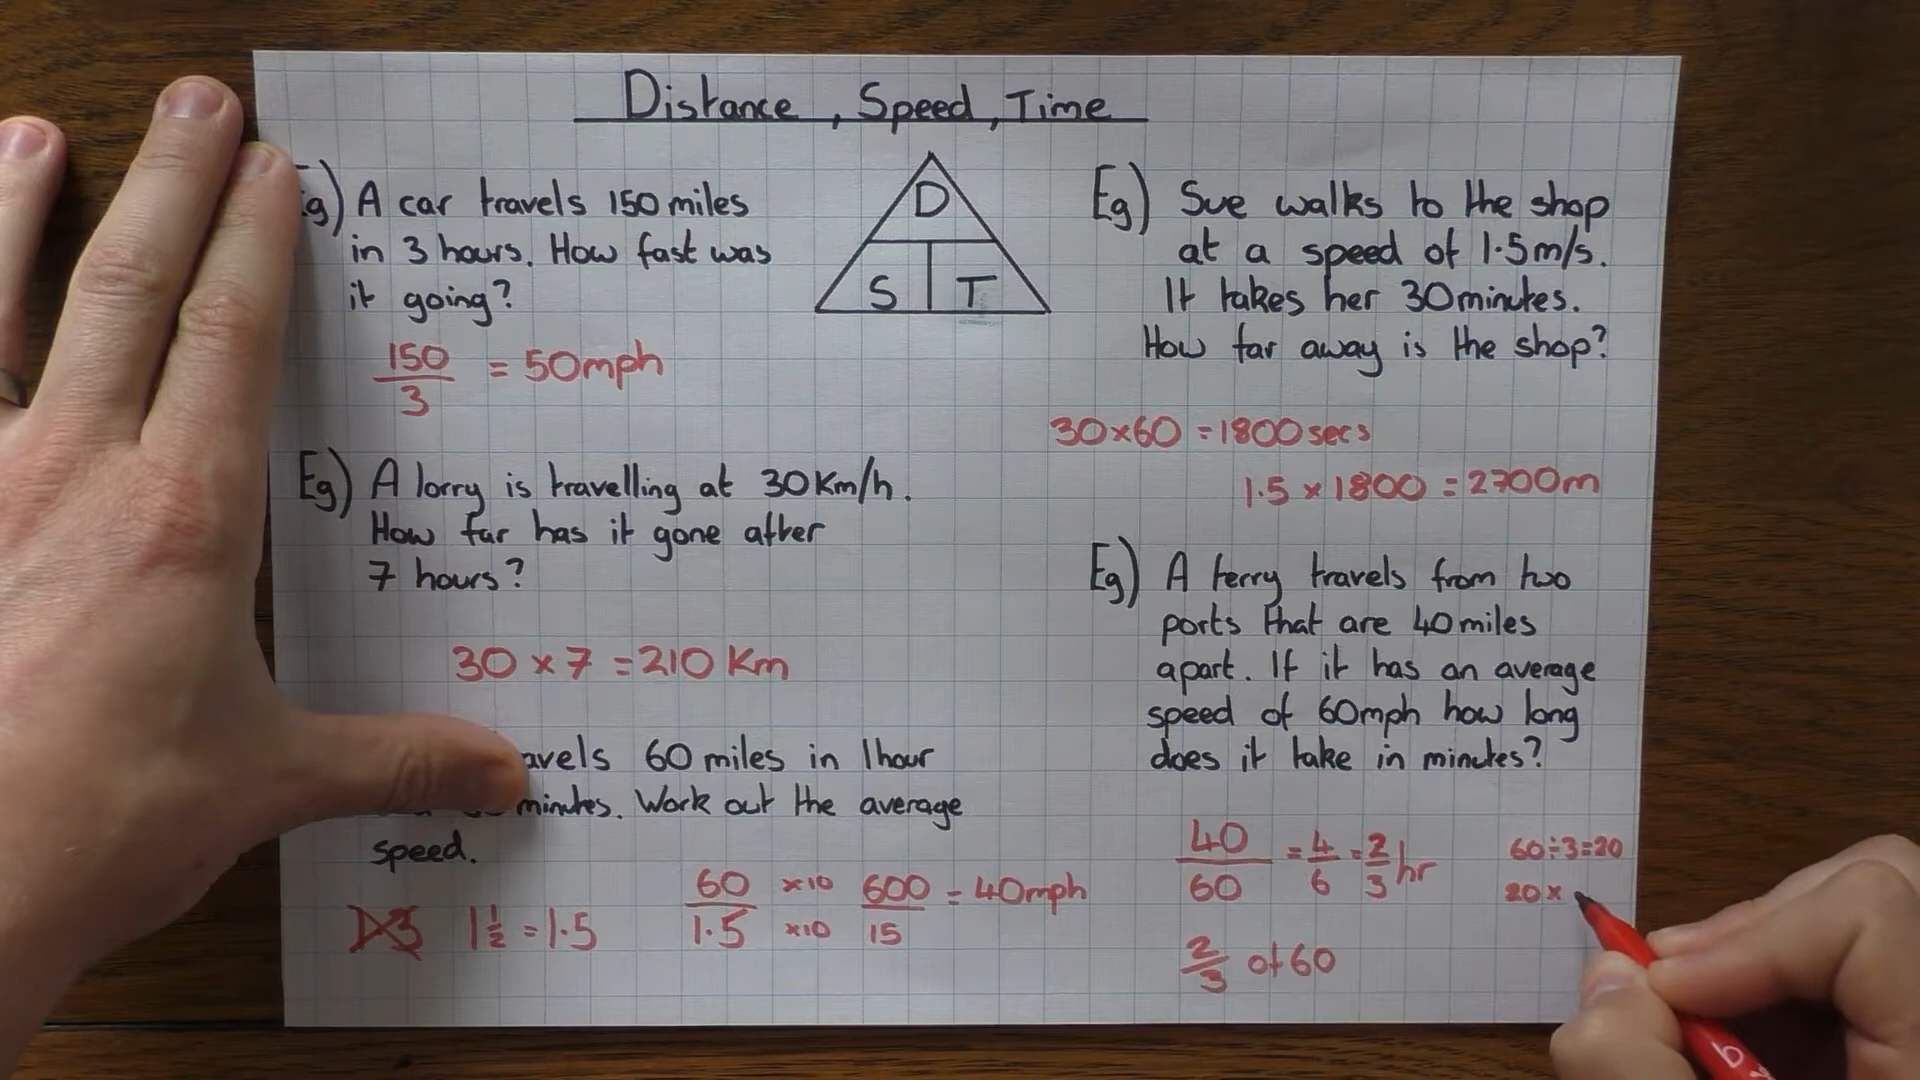 Distance, Speed, Time
Eg) A car travels 150 miles
in 3 hours. How fast was
it going?
150/3 = 50mph
D
S T
Eg) A lorry is travelling at 30Km/h.
How far has it gone after
7 hours?
30 × 7 = 210 Km
60 miles in 1 hour
minutes. Work out the average
speed.
1 1/2 = 1.5
60/1.5 ×10 ×10 600/15 = 40mph
Eg) Sue walks to the shop
at a speed of 1.5m/s.
It takes her 30 minutes.
How far away is the shop?
30×60 = 1800 secs
1.5 × 1800 = 2700m
Eg) A ferry travels from two
ports that are 40 miles
apart. If it has an average
speed of 60mph how long
does it take in minutes?
40/60 = 4/6 = 2/3 hr
2/3 of 60
60÷3=20
20×
b